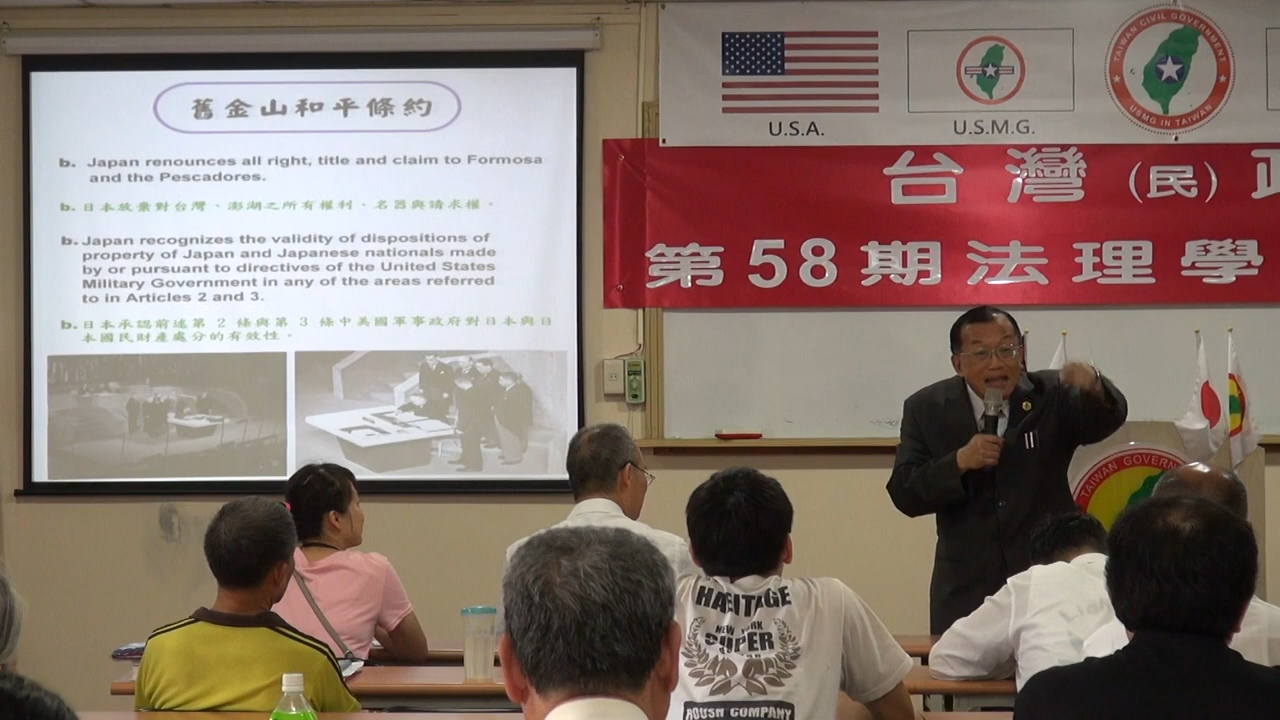 舊金山和平條約
b. Japan renounces all right, title and claim to Formosa
and the Pescadores.
b. 日本放棄對台灣、澎湖之所有權利、名器與請求權。
b. Japan recognizes the validity of dispositions of
property of Japan and Japanese nationals made
by or pursuant to directives of the United States
Military Government in any of the areas referred
to in Articles 2 and 3.
b. 日本承認前述第 2 條與第 3 條中美國軍事政府對日本與日
本國民財產處分的有效性。
U.S.A.
U.S.M.G.
TAIWAN CIVIL GOVERNMENT
USMG IN TAIWAN
台灣(民)政
第58期法理學
TAIWAN GOVERN
HARITAGE
NEW YORK
SUPER
ROUSH COMPANY